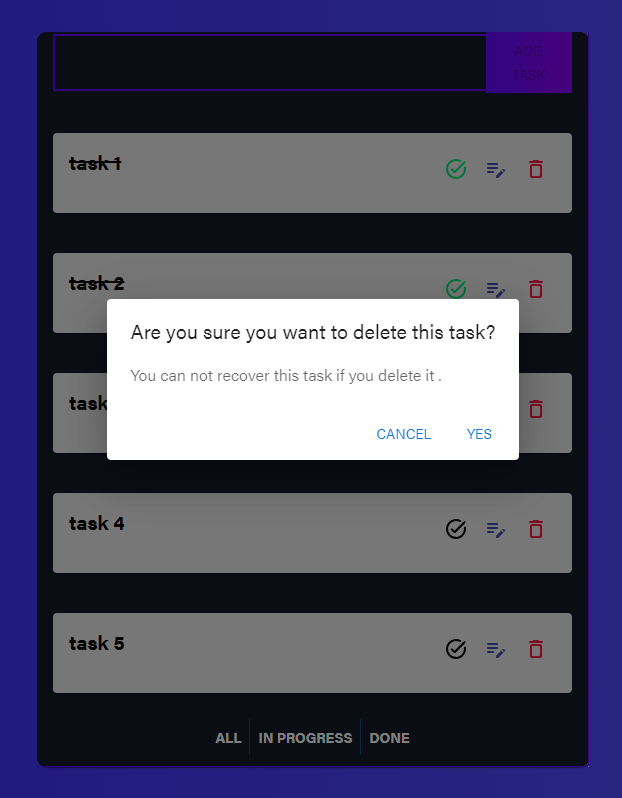 ADD
TASK
task 1
task 2
Are you sure you want to delete this task?
You can not recover this task if you delete it .
task
CANCEL YES
task 4
task 5
ALL IN PROGRESS DONE